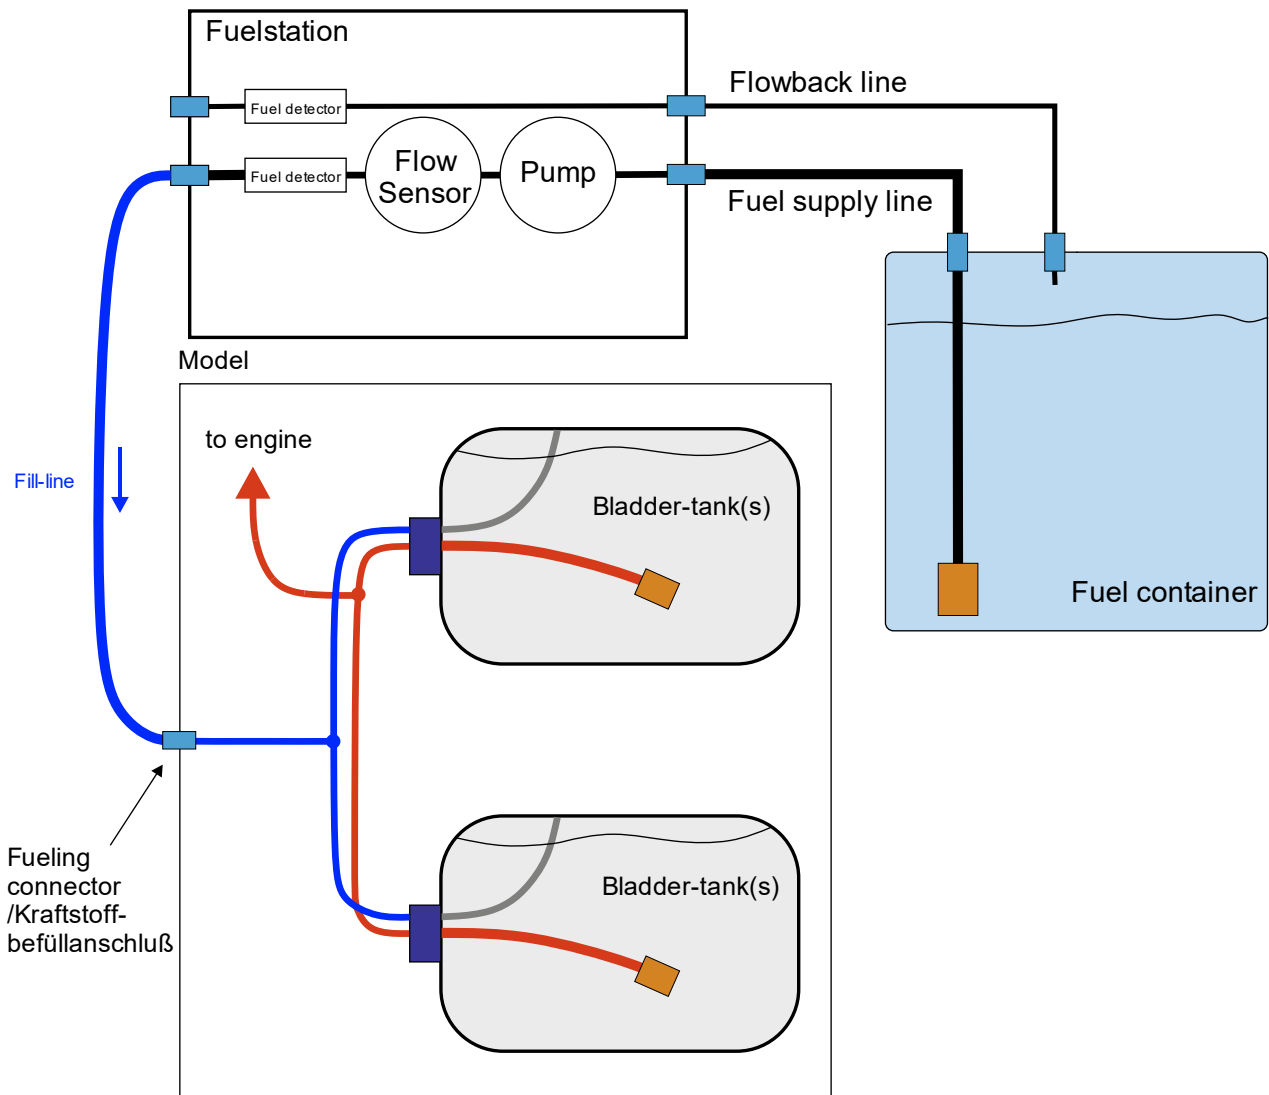 Fuelstation
Flowback line
Fuel detector
Flow
Sensor
Pump
Fuel detector
Fuel supply line
Model
to engine
Fill-line
Bladder-tank(s)
Fuel container
Fueling
connector
/Kraftstoff-
befüllanschluß
Bladder-tank(s)